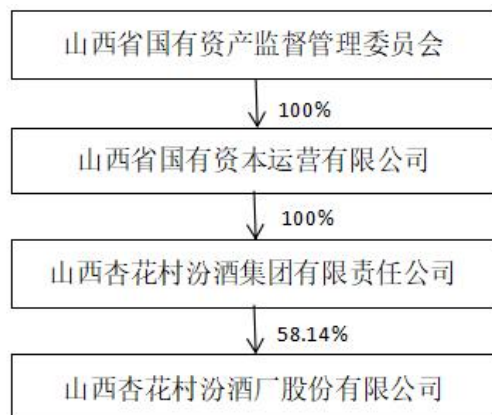 山西省国有资产监督管理委员会
100%
山西省国有资本运营有限公司
100%
山西杏花村汾酒集团有限责任公司
58.14%
山西杏花村汾酒厂股份有限公司